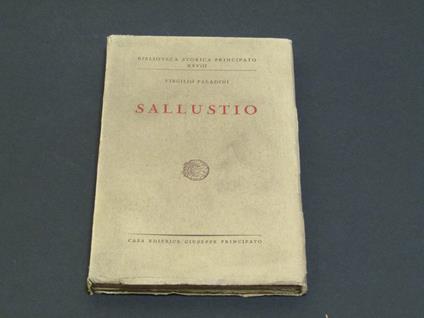 BIBLIOTECA STORICA PRINCIPATO
XXVIII
VIRGILIO PALADINI
SALLUSTIO
CASA EDITRICE GIUSEPPE PRINCIPATO